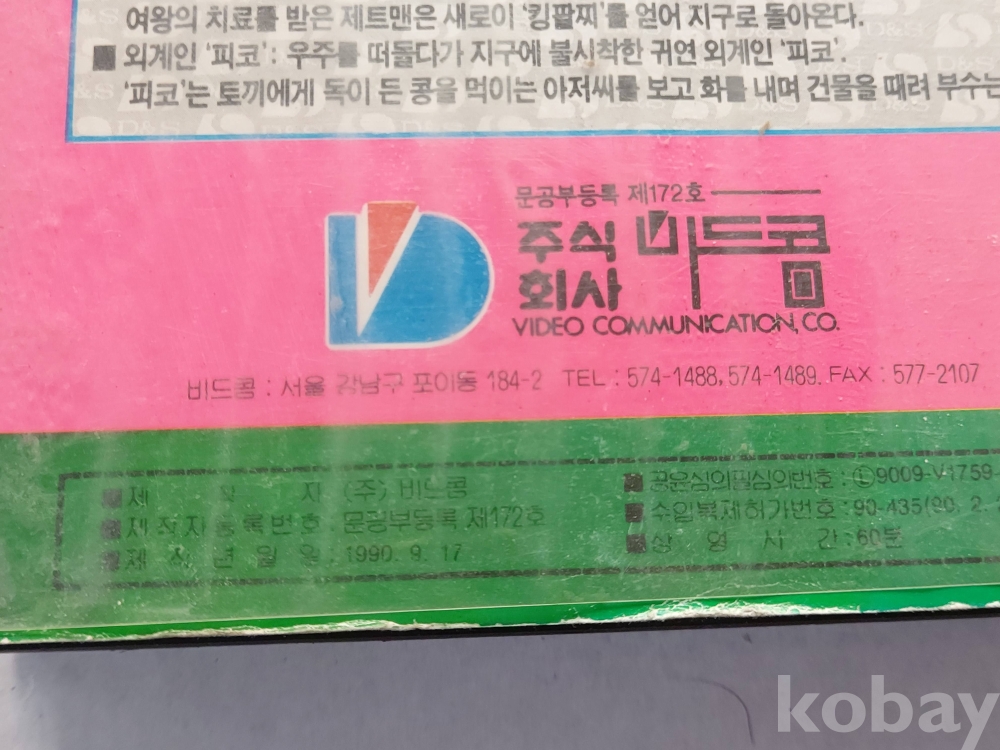 여왕의 치료를 받은 제트맨은 새로이 '킹팔찌'를 얻어 지구로 돌아온다.
■ 외계인 '피코': 우주를 떠돌다가 지구에 불시착한 귀연 외계인 '피코'
'피코'는 토끼에게 독이 든 콩을 먹이는 아저씨를 보고 화를 내며 건물을 때려 부수는
D&S
문공부등록 제172호
주식회사 비드콤
VIDEO COMMUNICATION, CO.
비드콤 : 서울 강남구 포이동 184-2 TEL : 574-1488, 574-1489. FAX : 577-2107
■ 제 작 자 (주) 비드콤
■ 제작자등록번호 : 문공부등록 제172호
■ 제작년월일 : 1990. 9. 17
■ 공윤심의필심의번호 : Ⓛ9009-V1759
■ 수입복제허가번호 : 90-435(90. 2.
■ 상영시간 : 60분
kobay